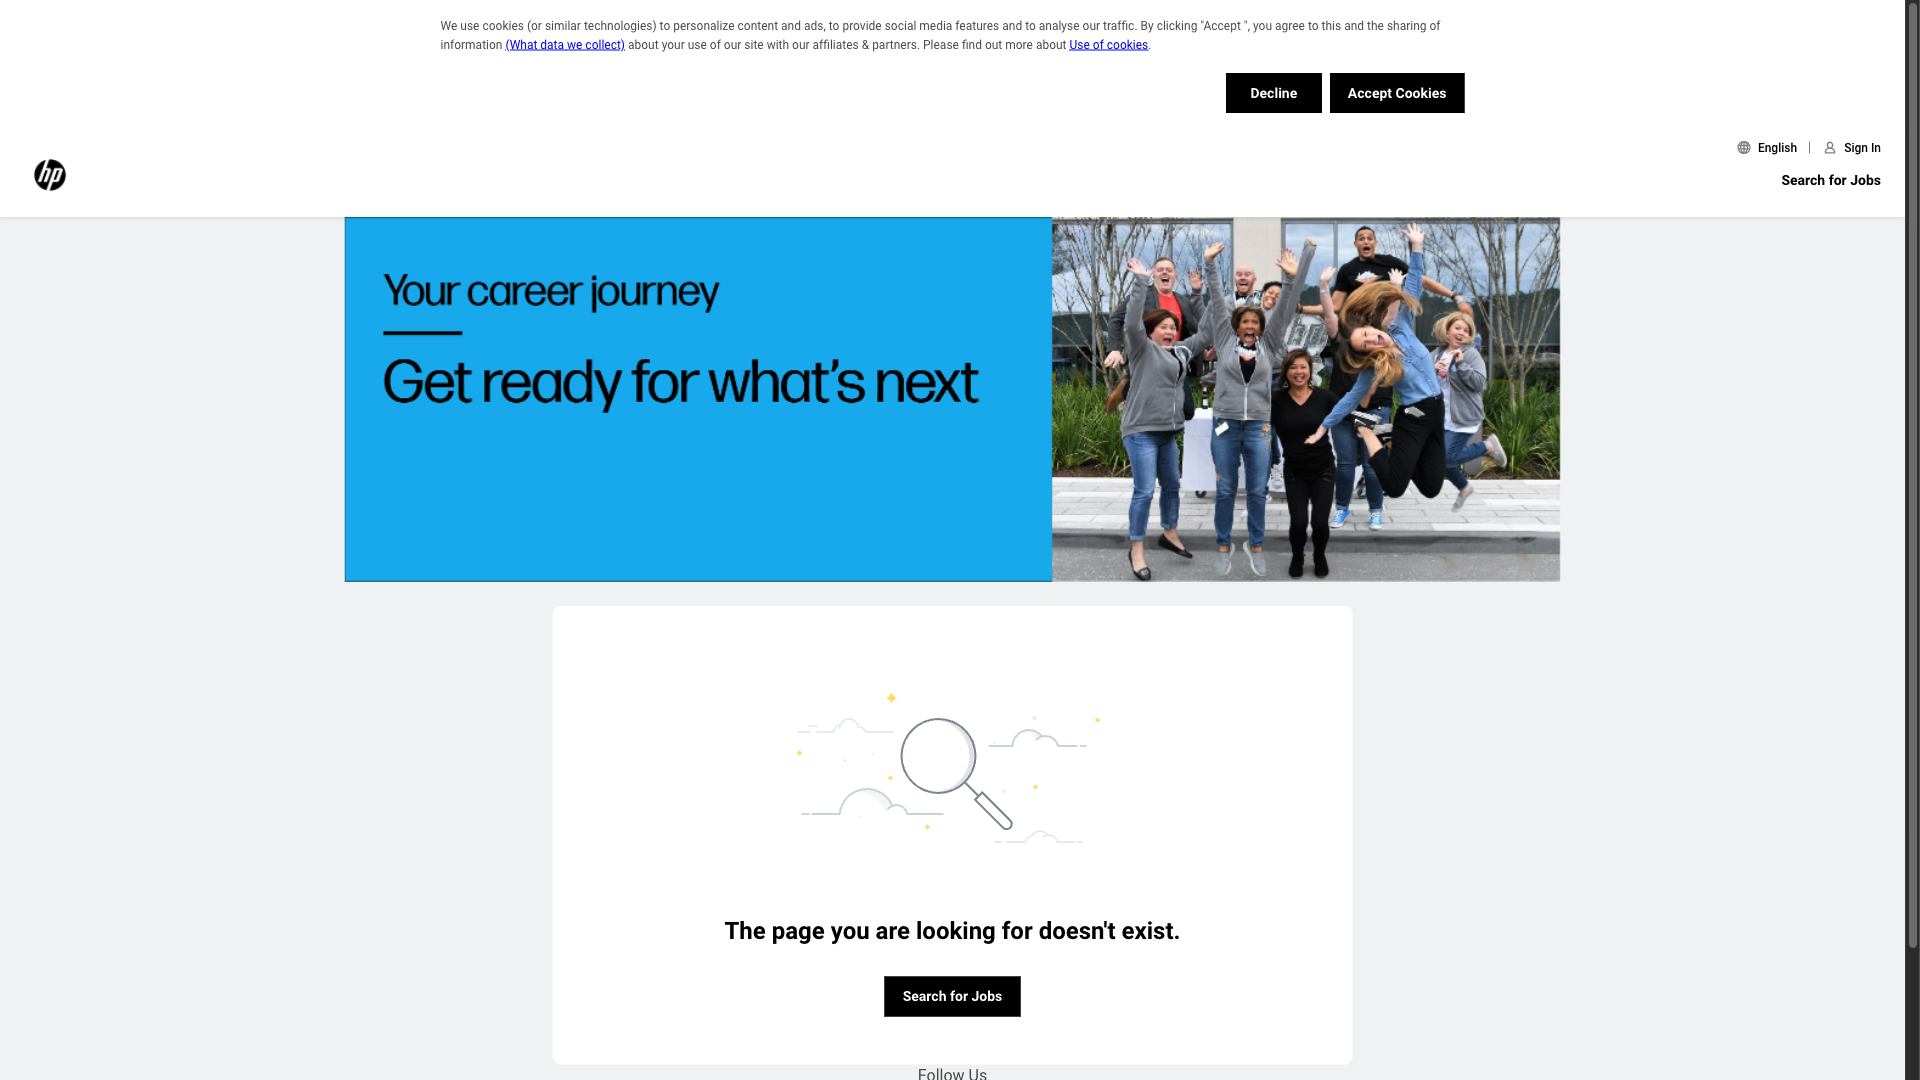 We use cookies (or similar technologies) to personalize content and ads, to provide social media features and to analyse our traffic. By clicking "Accept ", you agree to this and the sharing of
information (What data we collect) about your use of our site with our affiliates & partners. Please find out more about Use of cookies.
Decline
Accept Cookies
English
Sign In
hp
Search for Jobs
Your career journey
Get ready for what's next
The page you are looking for doesn't exist.
Search for Jobs
Follow Us